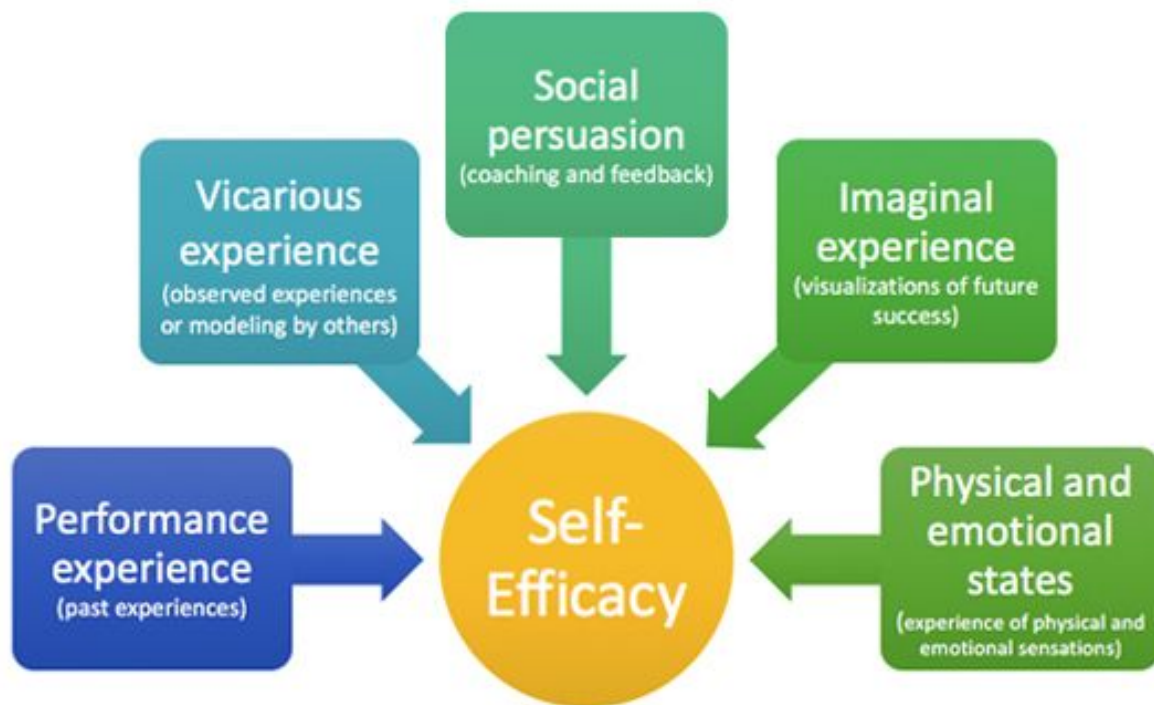 Social
persuasion
(coaching and feedback)
Vicarious
experience
(observed experiences
or modeling by others)
Imaginal
experience
(visualizations of future
success)
Performance
experience
(past experiences)
Self-
Efficacy
Physical and
emotional
states
(experience of physical and
emotional sensations)